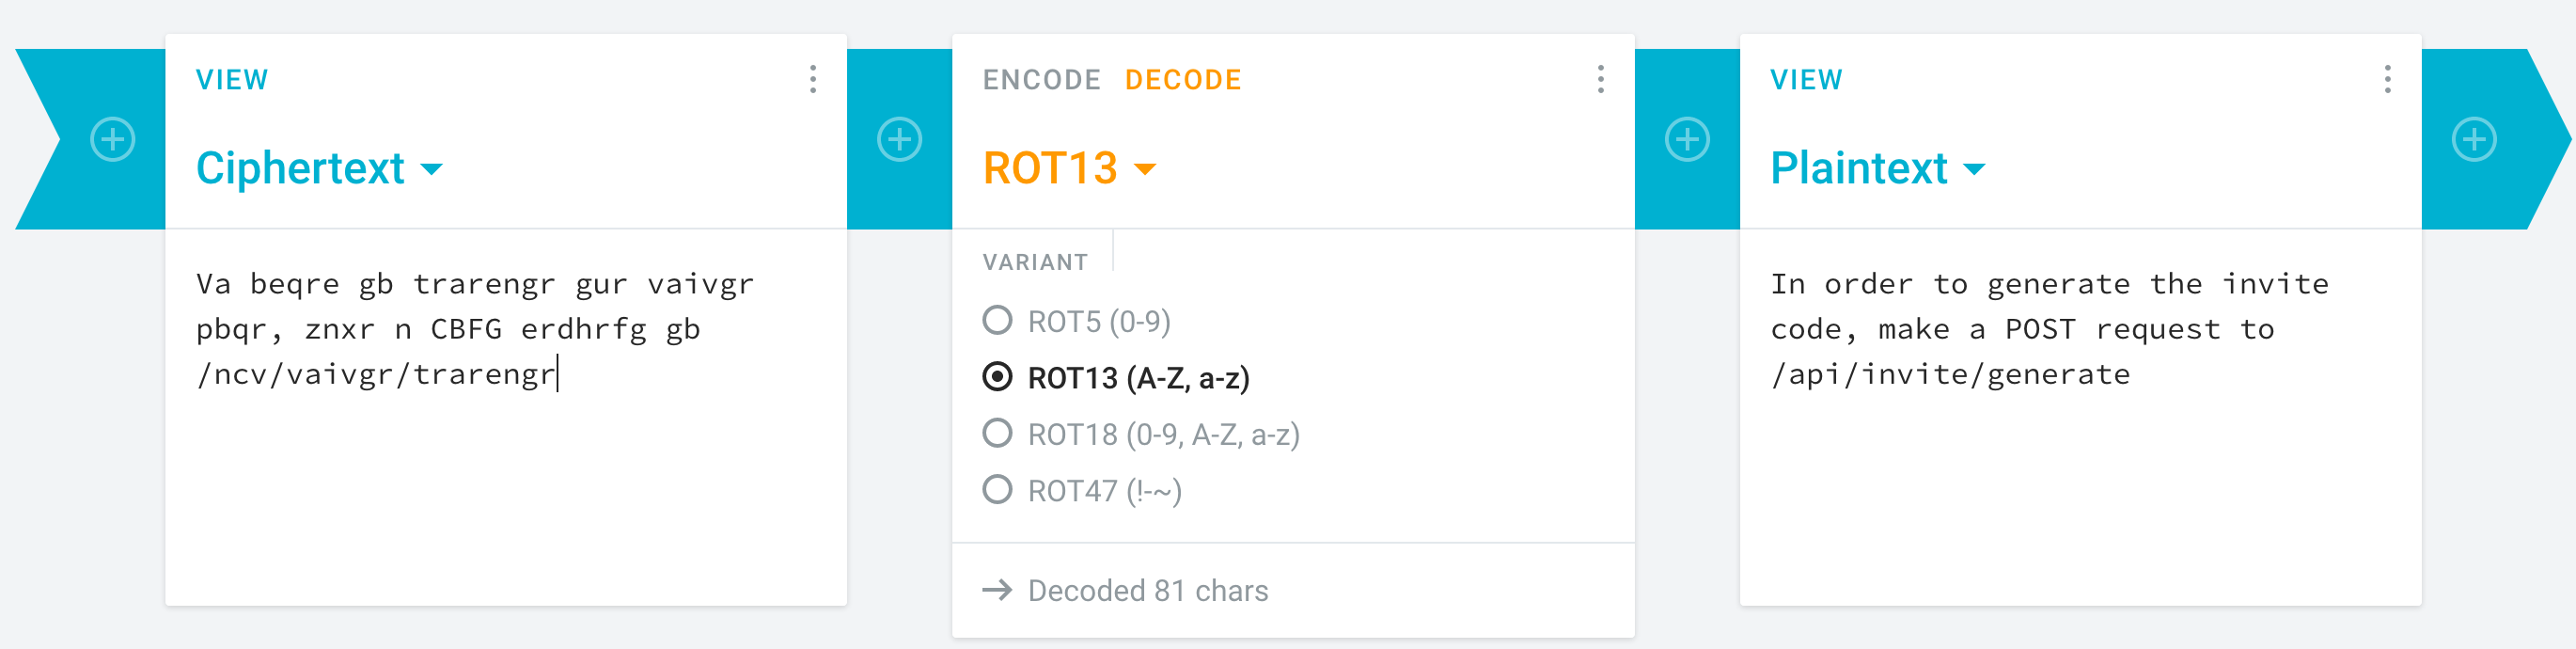 VIEW
Ciphertext
Va beqre gb trarengr gur vaivgr
pbqr, znxr n CBFG erdhrfg gb
/ncv/vaivgr/trarengr
ENCODE DECODE
ROT13
VARIANT
ROT5 (0-9)
ROT13 (A-Z, a-z)
ROT18 (0-9, A-Z, a-z)
ROT47 (!-~)
→ Decoded 81 chars
VIEW
Plaintext
In order to generate the invite
code, make a POST request to
/api/invite/generate